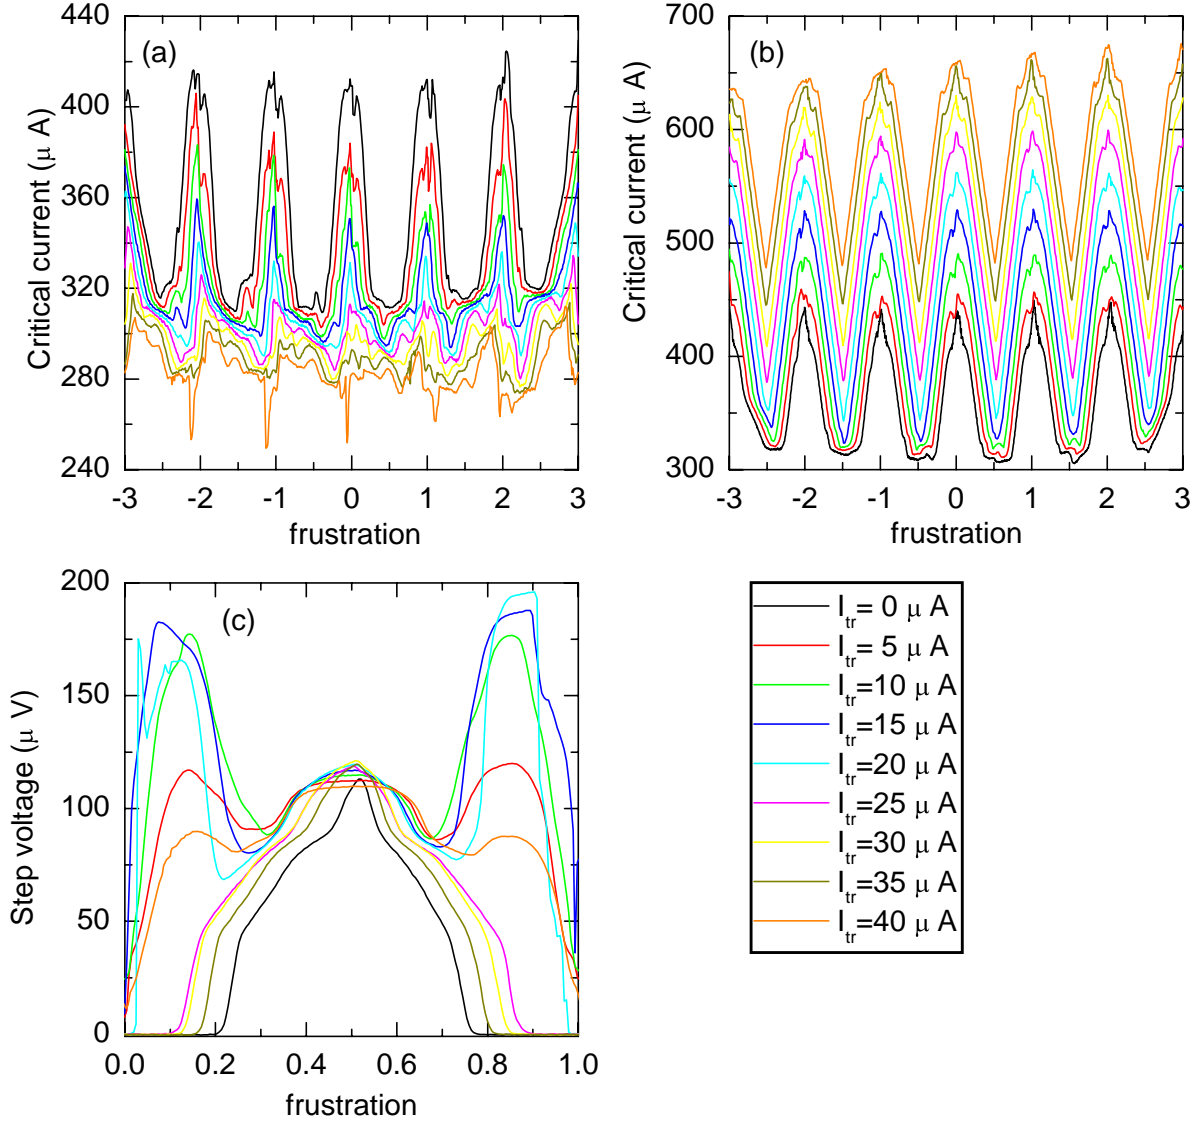 (a)
Critical current (μ A)
440
400
360
320
280
240
-3 -2 -1 0 1 2 3
frustration
(b)
Critical current (μ A)
700
600
500
400
300
-3 -2 -1 0 1 2 3
frustration
(c)
Step voltage (μ V)
200
150
100
50
0
0.0 0.2 0.4 0.6 0.8 1.0
frustration
I_tr= 0 μ A
I_tr= 5 μ A
I_tr=10 μ A
I_tr=15 μ A
I_tr=20 μ A
I_tr=25 μ A
I_tr=30 μ A
I_tr=35 μ A
I_tr=40 μ A